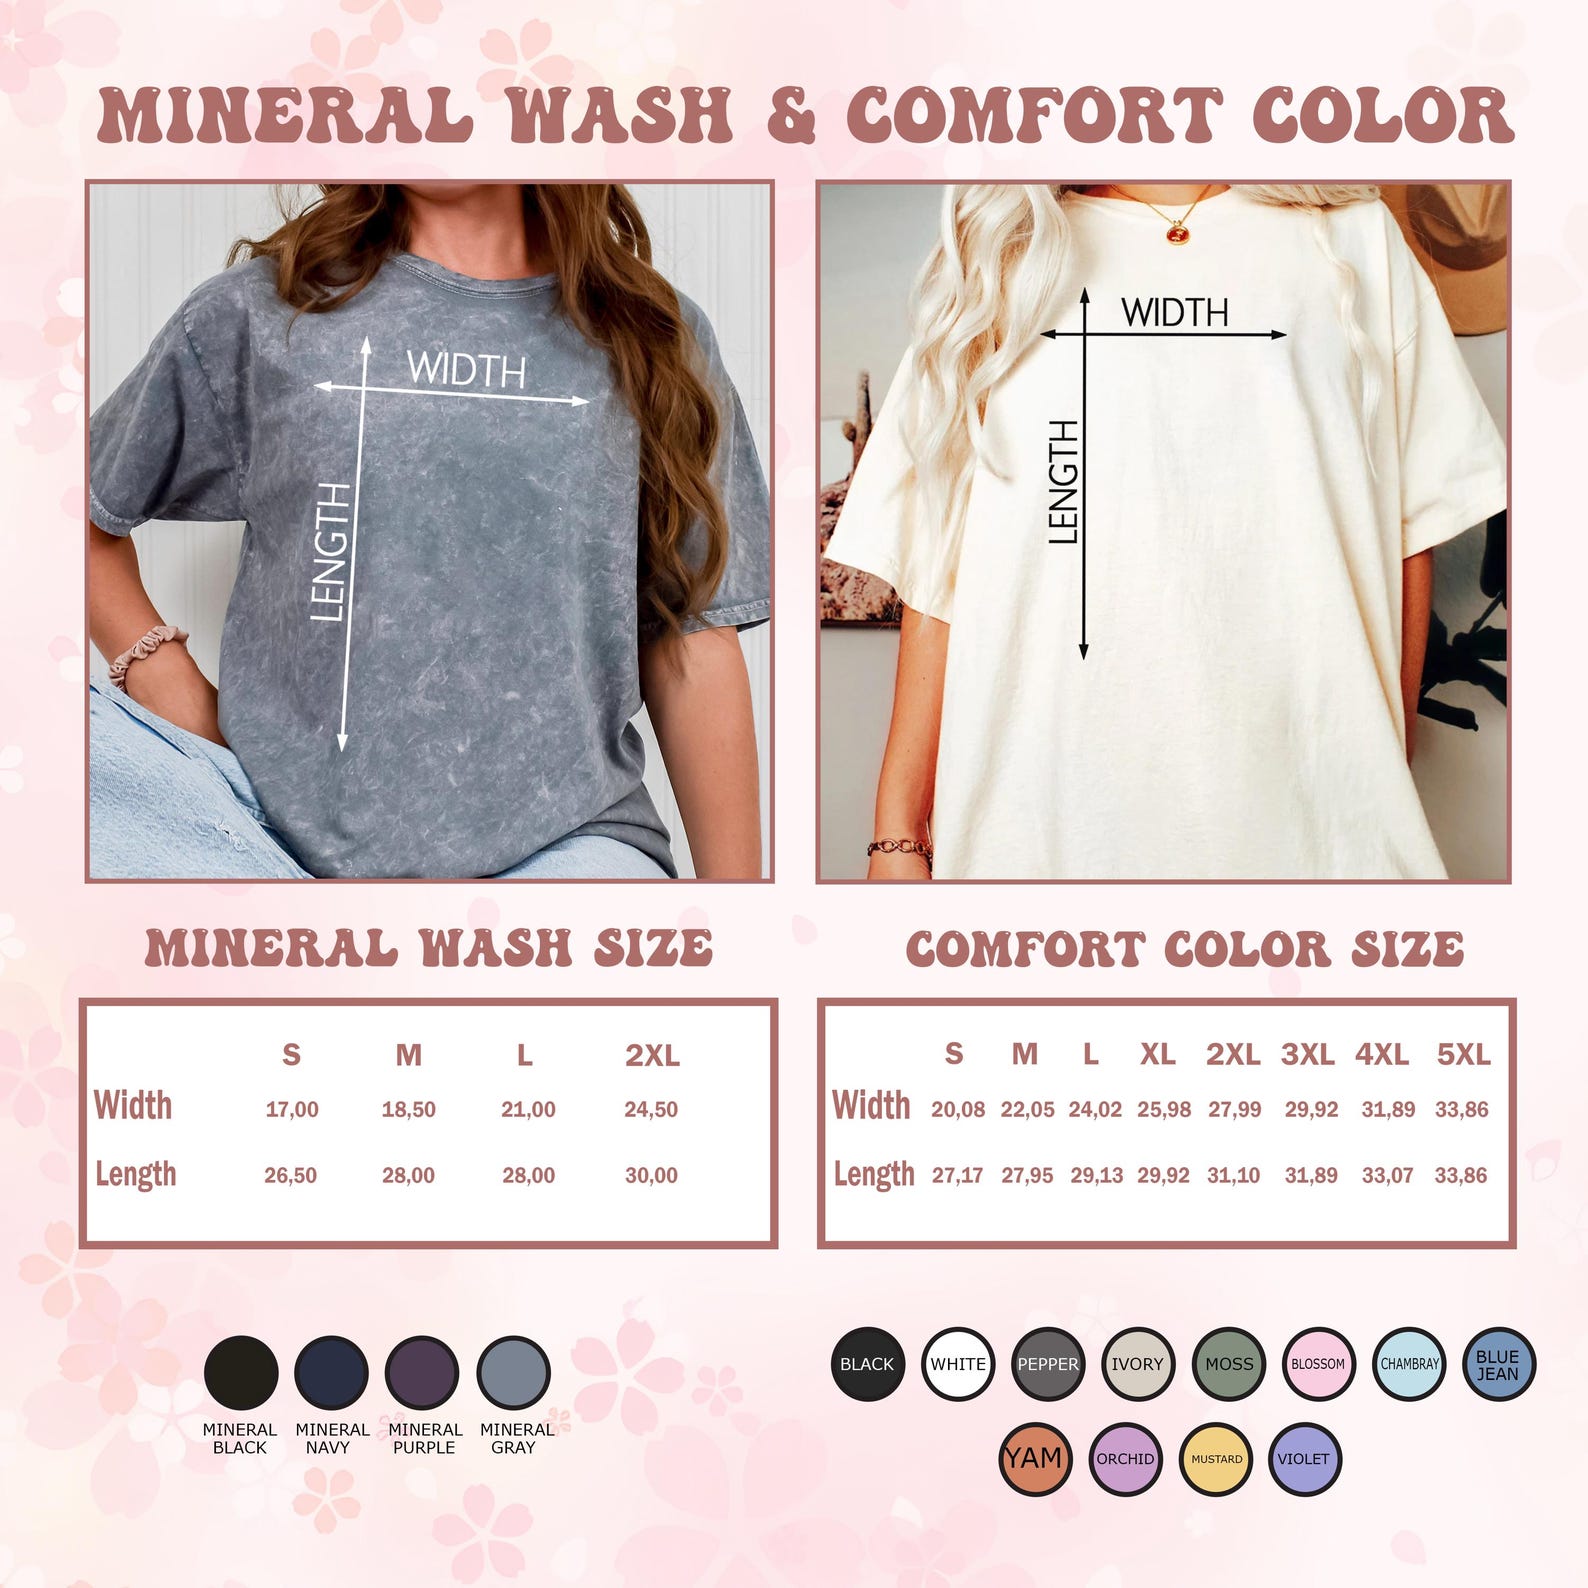 MINERAL WASH & COMFORT COLOR
WIDTH
LENGTH
WIDTH
LENGTH
MINERAL WASH SIZE
S M L 2XL
Width 17,00 18,50 21,00 24,50
Length 26,50 28,00 28,00 30,00
COMFORT COLOR SIZE
S M L XL 2XL 3XL 4XL 5XL
Width 20,08 22,05 24,02 25,98 27,99 29,92 31,89 33,86
Length 27,17 27,95 29,13 29,92 31,10 31,89 33,07 33,86
MINERAL
BLACK
MINERAL
NAVY
MINERAL
PURPLE
MINERAL
GRAY
BLACK
WHITE
PEPPER
IVORY
MOSS
BLOSSOM
CHAMBRAY
BLUE
JEAN
YAM
ORCHID
MUSTARD
VIOLET